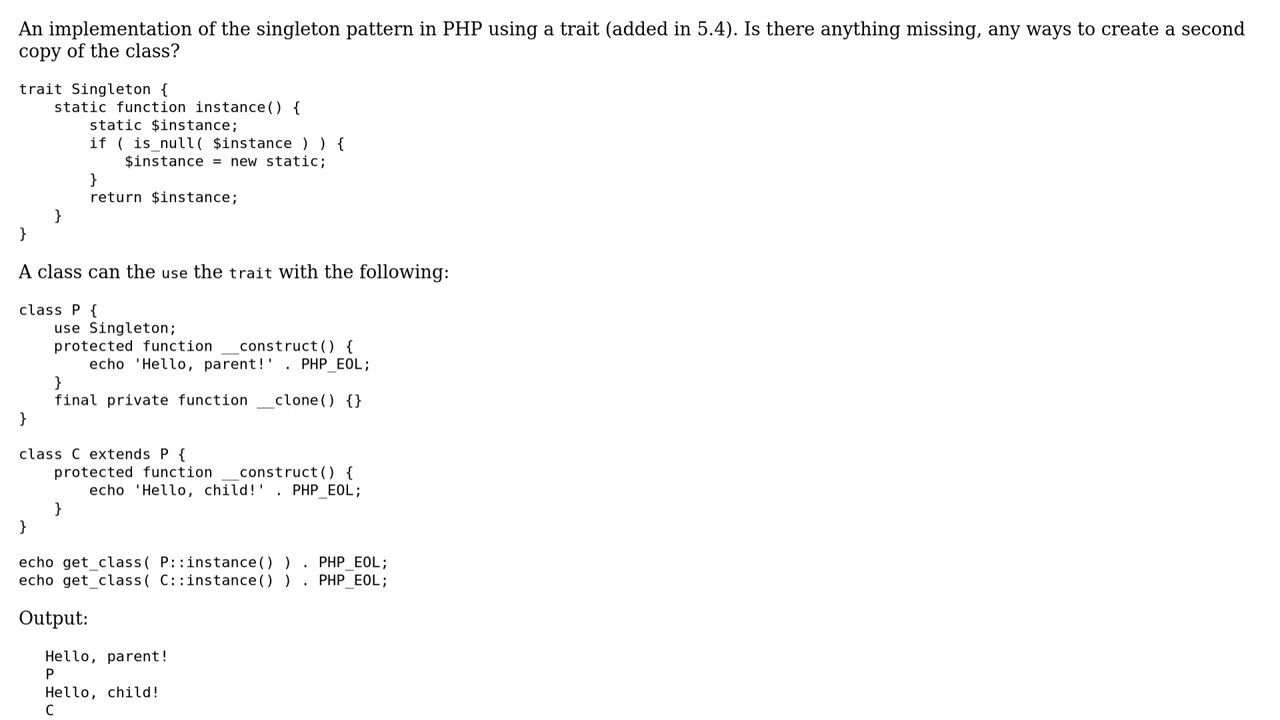 An implementation of the singleton pattern in PHP using a trait (added in 5.4). Is there anything missing, any ways to create a second
copy of the class?
trait Singleton {
    static function instance() {
        static $instance;
        if ( is_null( $instance ) ) {
            $instance = new static;
        }
        return $instance;
    }
}
A class can the use the trait with the following:
class P {
    use Singleton;
    protected function __construct() {
        echo 'Hello, parent!' . PHP_EOL;
    }
    final private function __clone() {}
}
class C extends P {
    protected function __construct() {
        echo 'Hello, child!' . PHP_EOL;
    }
}
echo get_class( P::instance() ) . PHP_EOL;
echo get_class( C::instance() ) . PHP_EOL;
Output:
   Hello, parent!
   P
   Hello, child!
   C